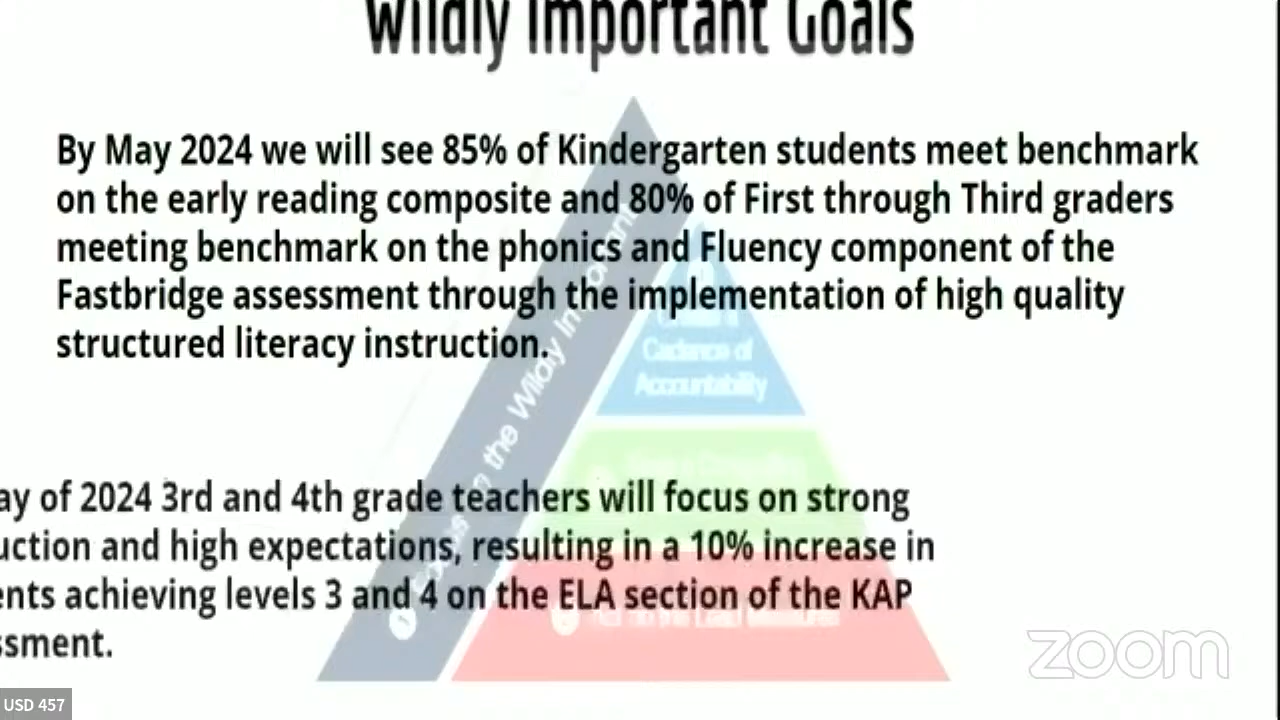 Wildly Important Goals
By May 2024 we will see 85% of Kindergarten students meet benchmark
on the early reading composite and 80% of First through Third graders
meeting benchmark on the phonics and Fluency component of the
Fastbridge assessment through the implementation of high quality
structured literacy instruction.
Cadence of
Accountability
the Wildly
ay of 2024 3rd and 4th grade teachers will focus on strong
uction and high expectations, resulting in a 10% increase in
ents achieving levels 3 and 4 on the ELA section of the KAP
ssment.
1
zoom
USD 457